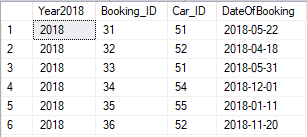 Year2018 Booking_ID Car_ID DateOfBooking
1 2018 31 51 2018-05-22
2 2018 32 52 2018-04-18
3 2018 33 51 2018-05-31
4 2018 34 54 2018-12-01
5 2018 35 55 2018-01-11
6 2018 36 52 2018-11-20